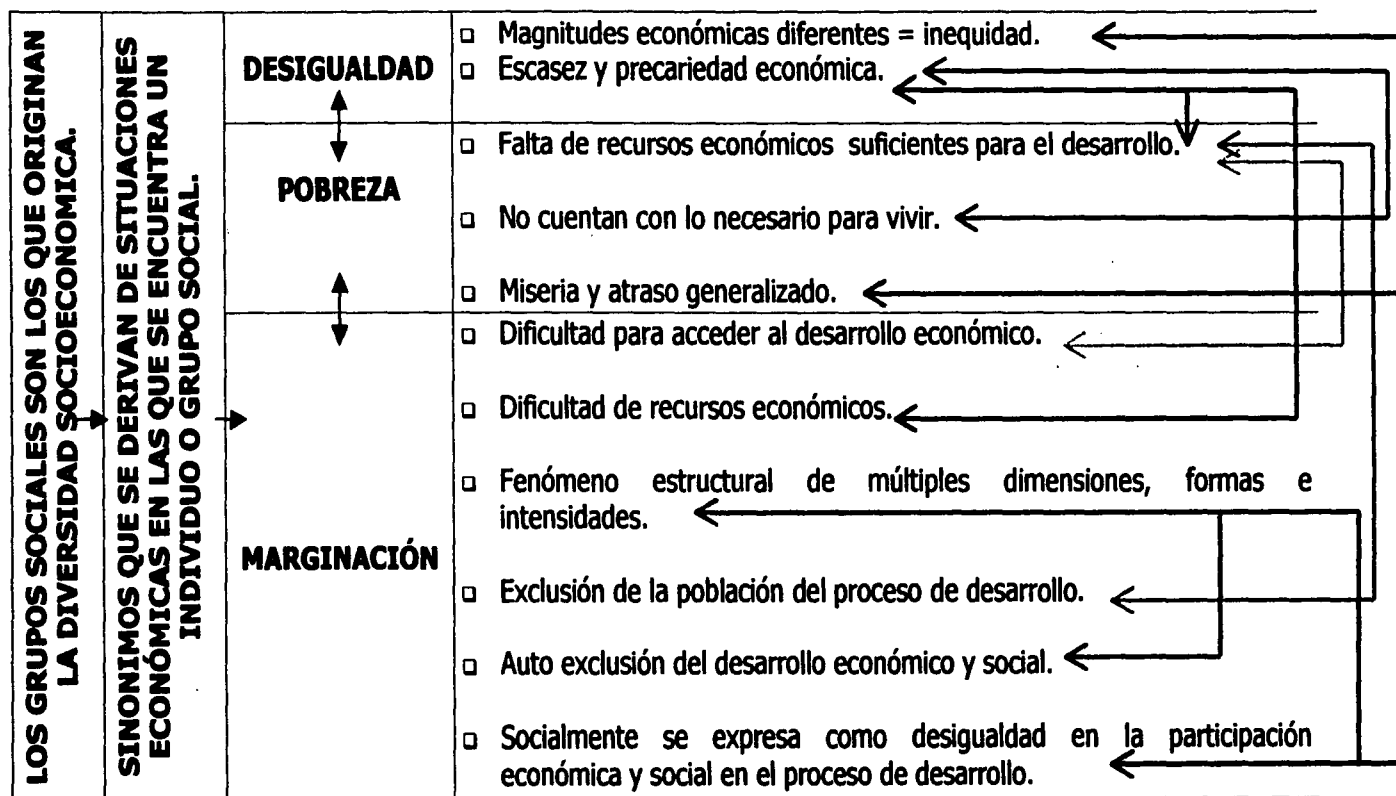 LOS GRUPOS SOCIALES SON LOS QUE ORIGINAN
LA DIVERSIDAD SOCIOECONOMICA.
SINONIMOS QUE SE DERIVAN DE SITUACIONES
ECONÓMICAS EN LAS QUE SE ENCUENTRA UN
INDIVIDUO O GRUPO SOCIAL.
DESIGUALDAD
Magnitudes económicas diferentes = inequidad.
Escasez y precariedad económica.
POBREZA
Falta de recursos económicos suficientes para el desarrollo.
No cuentan con lo necesario para vivir.
Miseria y atraso generalizado.
MARGINACIÓN
Dificultad para acceder al desarrollo económico.
Dificultad de recursos económicos.
Fenómeno estructural de múltiples dimensiones, formas e
intensidades.
Exclusión de la población del proceso de desarrollo.
Auto exclusión del desarrollo económico y social.
Socialmente se expresa como desigualdad en la participación
económica y social en el proceso de desarrollo.